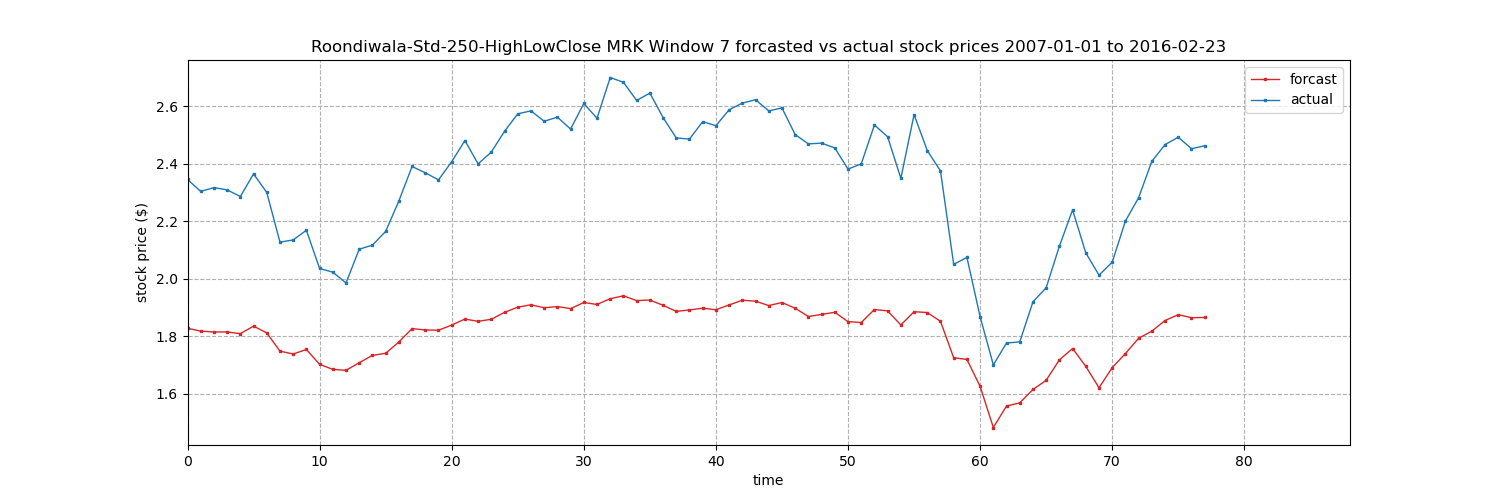 Roondiwala-Std-250-HighLowClose MRK Window 7 forcasted vs actual stock prices 2007-01-01 to 2016-02-23
forcast
actual
stock price ($)
2.6
2.4
2.2
2.0
1.8
1.6
0 10 20 30 40 50 60 70 80
time